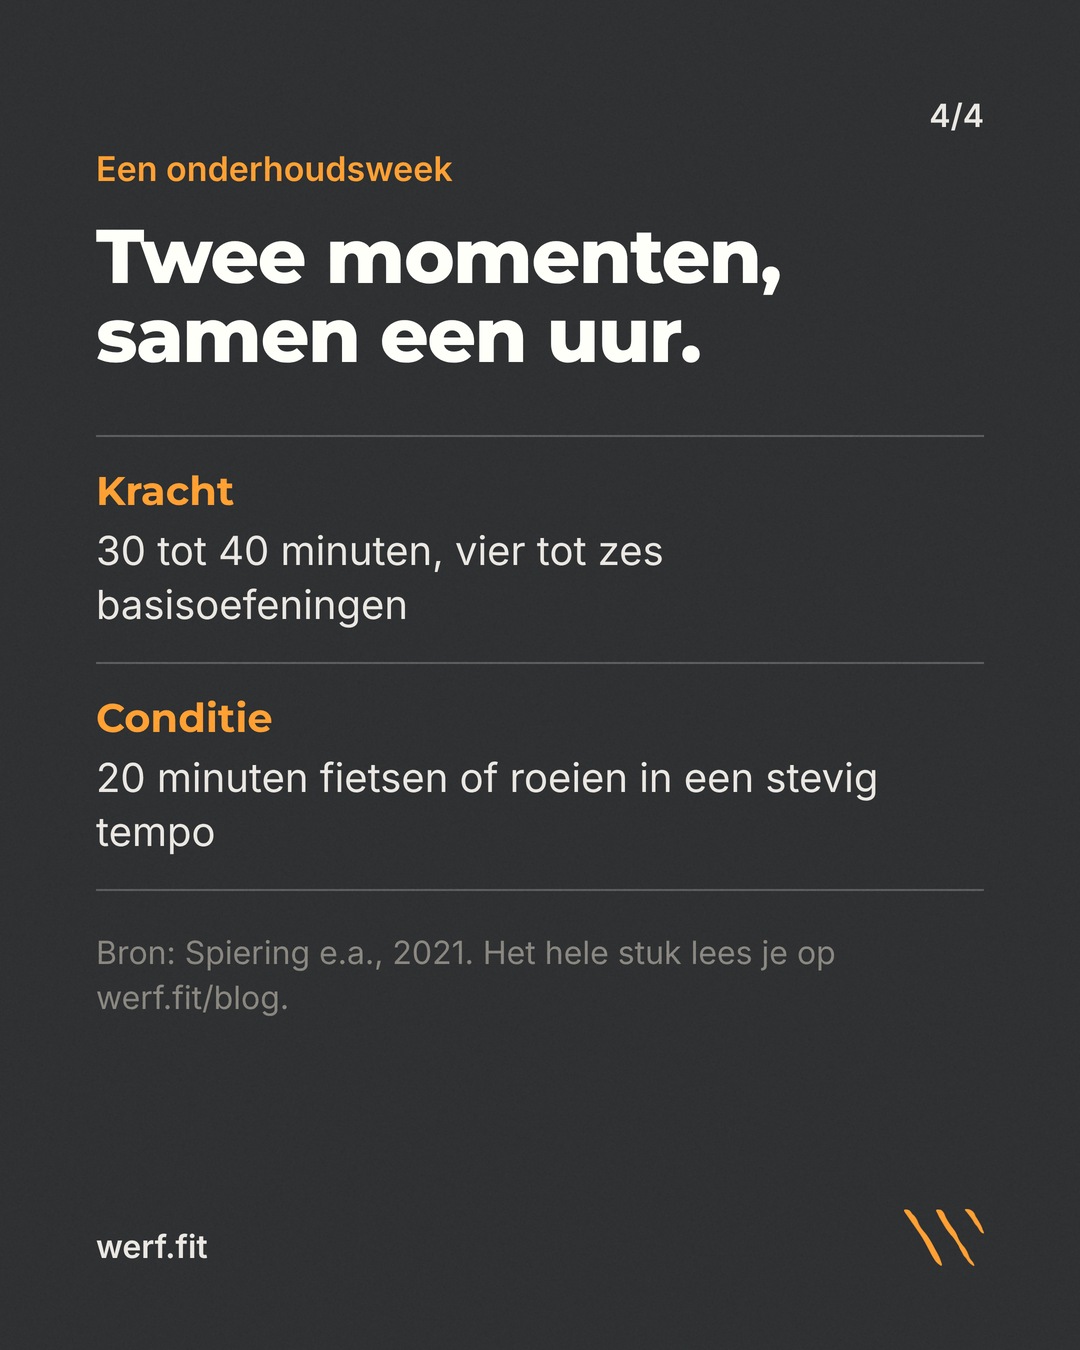 4/4
Een onderhoudsweek
Twee momenten,
samen een uur.
Kracht
30 tot 40 minuten, vier tot zes
basisoefeningen
Conditie
20 minuten fietsen of roeien in een stevig
tempo
Bron: Spiering e.a., 2021. Het hele stuk lees je op
werf.fit/blog.
werf.fit